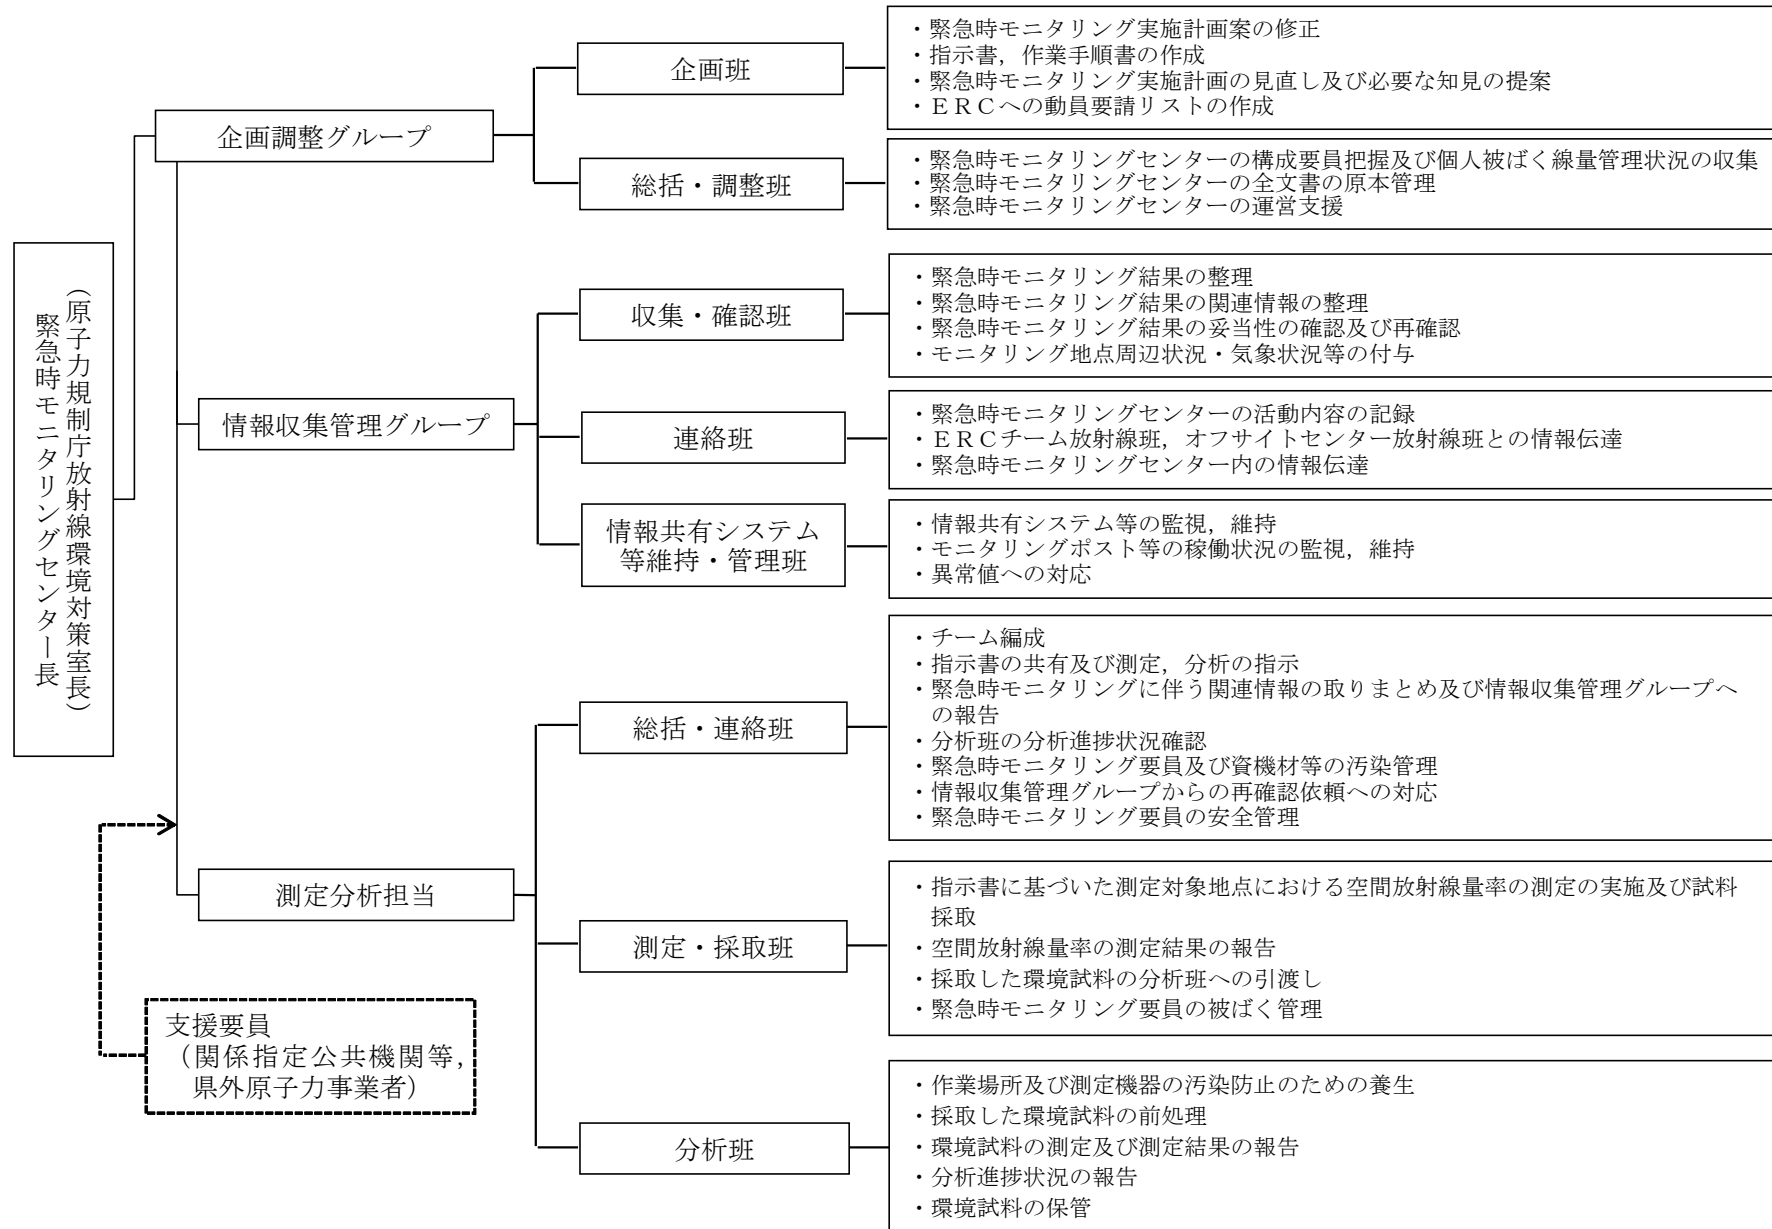 緊急時モニタリングセンター長
(原子力規制庁放射線環境対策室長)
企画調整グループ
企画班
・緊急時モニタリング実施計画案の修正
・指示書，作業手順書の作成
・緊急時モニタリング実施計画の見直し及び必要な知見の提案
・ＥＲＣへの動員要請リストの作成
総括・調整班
・緊急時モニタリングセンターの構成要員把握及び個人被ばく線量管理状況の収集
・緊急時モニタリングセンターの全文書の原本管理
・緊急時モニタリングセンターの運営支援
情報収集管理グループ
収集・確認班
・緊急時モニタリング結果の整理
・緊急時モニタリング結果の関連情報の整理
・緊急時モニタリング結果の妥当性の確認及び再確認
・モニタリング地点周辺状況・気象状況等の付与
連絡班
・緊急時モニタリングセンターの活動内容の記録
・ＥＲＣチーム放射線班，オフサイトセンター放射線班との情報伝達
・緊急時モニタリングセンター内の情報伝達
情報共有システム
等維持・管理班
・情報共有システム等の監視，維持
・モニタリングポスト等の稼働状況の監視，維持
・異常値への対応
測定分析担当
総括・連絡班
・チーム編成
・指示書の共有及び測定，分析の指示
・緊急時モニタリングに伴う関連情報の取りまとめ及び情報収集管理グループへ
の報告
・分析班の分析進捗状況確認
・緊急時モニタリング要員及び資機材等の汚染管理
・情報収集管理グループからの再確認依頼への対応
・緊急時モニタリング要員の安全管理
測定・採取班
・指示書に基づいた測定対象地点における空間放射線量率の測定の実施及び試料
採取
・空間放射線量率の測定結果の報告
・採取した環境試料の分析班への引渡し
・緊急時モニタリング要員の被ばく管理
分析班
・作業場所及び測定機器の汚染防止のための養生
・採取した環境試料の前処理
・環境試料の測定及び測定結果の報告
・分析進捗状況の報告
・環境試料の保管
支援要員
（関係指定公共機関等，
県外原子力事業者）